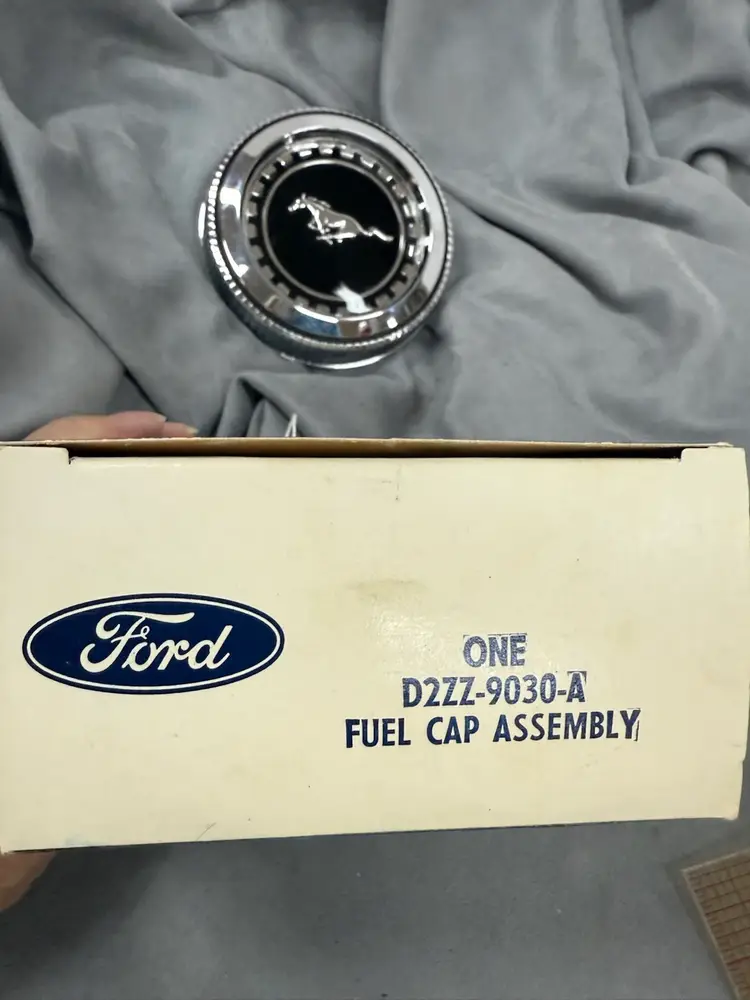 Ford
ONE
D2ZZ-9030-A
FUEL CAP ASSEMBLY